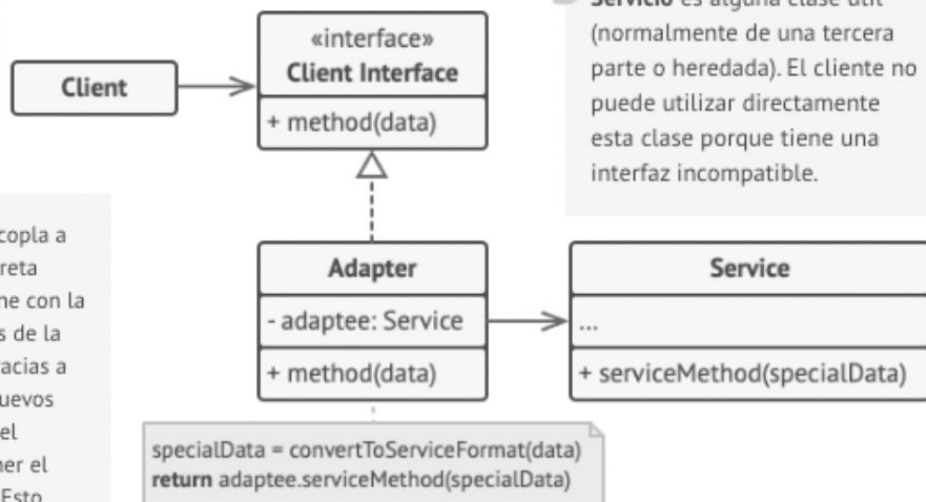 Servicio es alguna clase útil
(normalmente de una tercera
parte o heredada). El cliente no
puede utilizar directamente
esta clase porque tiene una
interfaz incompatible.
«interface»
Client Interface
+ method(data)
Client
Adapter
- adaptee: Service
+ method(data)
Service
...
+ serviceMethod(specialData)
copla a
reta
ne con la
s de la
acias a
uevos
el
ner el
Esto
specialData = convertToServiceFormat(data)
return adaptee.serviceMethod(specialData)